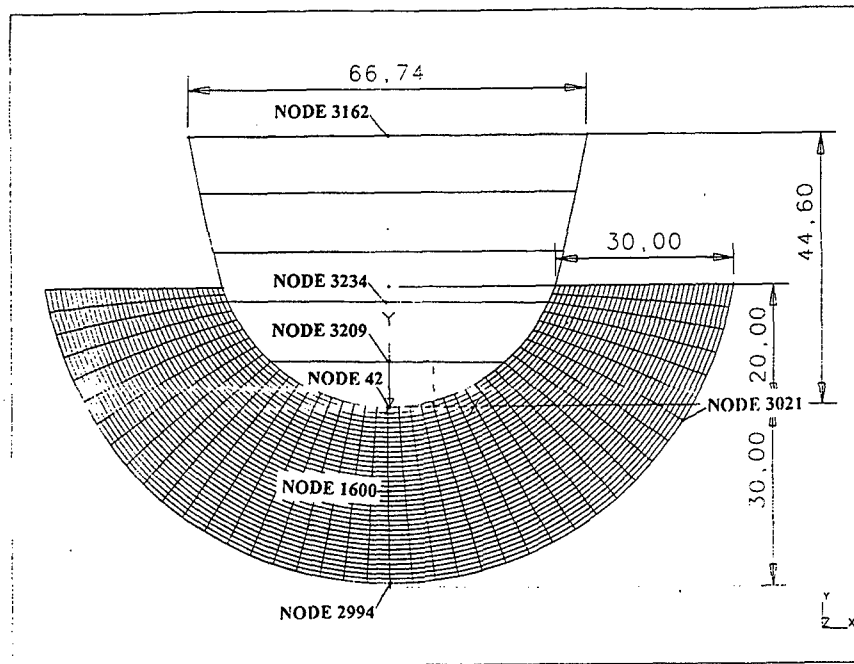 66,74
NODE 3162
44,60
30,00
NODE 3234
Y
NODE 3209
20,00
NODE 42
NODE 3021
30,00
NODE 1600
NODE 2994
Y
Z X